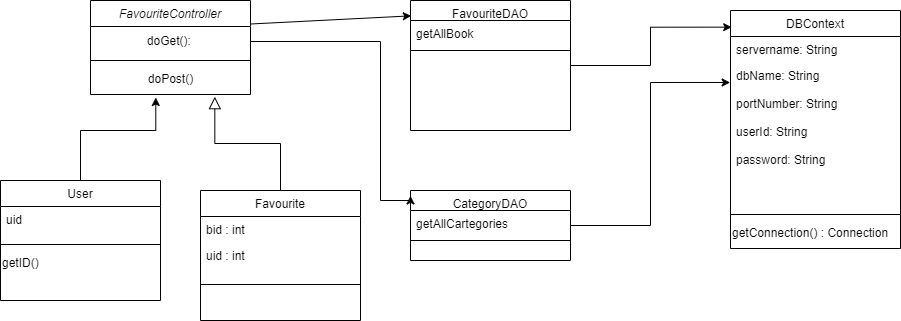 FavouriteController
doGet():
doPost()
FavouriteDAO
getAllBook
DBContext
servername: String
dbName: String
portNumber: String
userId: String
password: String
getConnection() : Connection
User
uid
getID()
Favourite
bid : int
uid : int
CategoryDAO
getAllCartegories